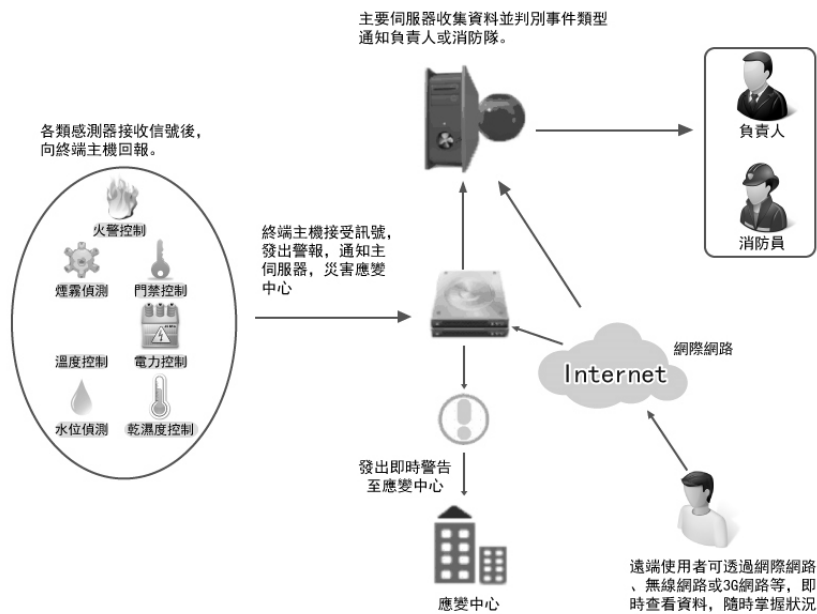 主要伺服器收集資料並判別事件類型
通知負責人或消防隊。
負責人
消防員
各類感測器接收信號後，
向終端主機回報。
火警控制
煙霧偵測
門禁控制
溫度控制
電力控制
水位偵測
乾濕度控制
終端主機接受訊號，
發出警報，通知主
伺服器，災害應變
中心
網際網路
Internet
發出即時警告
至應變中心
應變中心
遠端使用者可透過網際網路
、無線網路或3G網路等，即
時查看資料，隨時掌握狀況